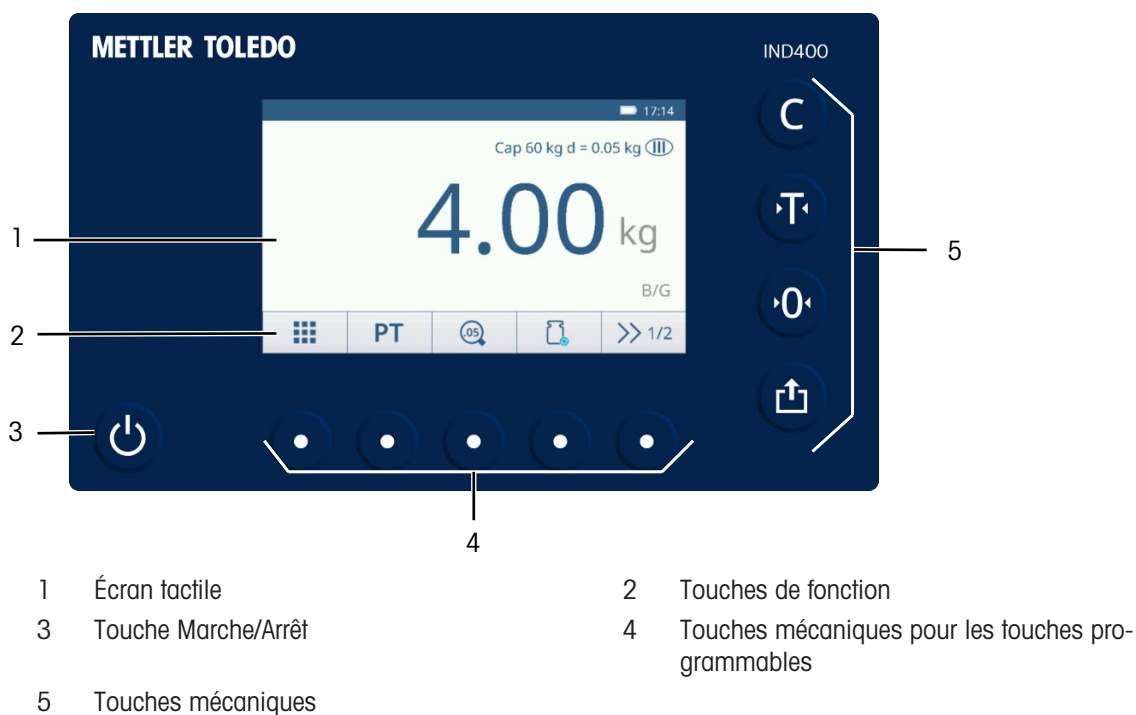 METTLER TOLEDO
IND400
17:14
C
Cap 60 kg d = 0.05 kg III
T
4.00 kg
1
5
B/G
0
2
PT
.05
>> 1/2
3
4
1 Écran tactile
2 Touches de fonction
3 Touche Marche/Arrêt
4 Touches mécaniques pour les touches pro-
grammables
5 Touches mécaniques